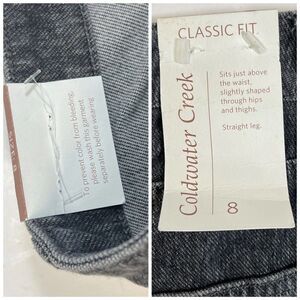 To prevent color from bleeding,
please wash this garment
separately before wearing
CLASSIC FIT
Coldwater Creek
Sits just above
the waist,
slightly shaped
through hips
and thighs.
Straight leg.
8